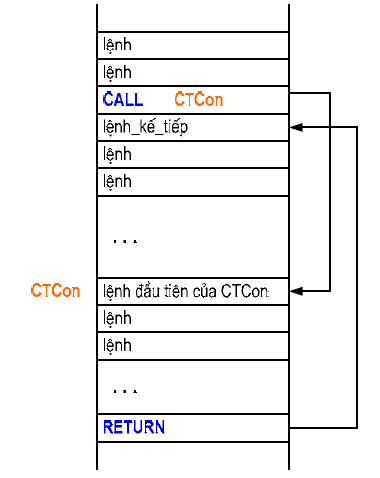 lệnh
lệnh
CALL CTCon
lệnh_kế_tiếp
lệnh
lệnh
...
CTCon lệnh đầu tiên của CTCon
lệnh
lệnh
...
RETURN